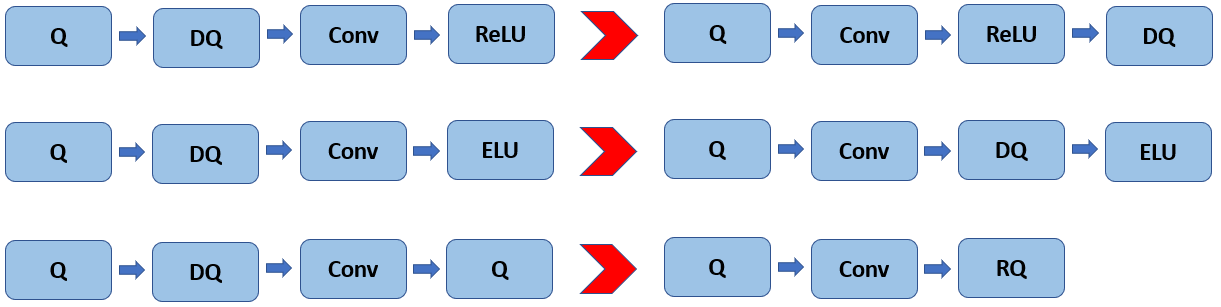 Q DQ Conv ReLU Q Conv ReLU DQ
Q DQ Conv ELU Q Conv DQ ELU
Q DQ Conv Q Q Conv RQ